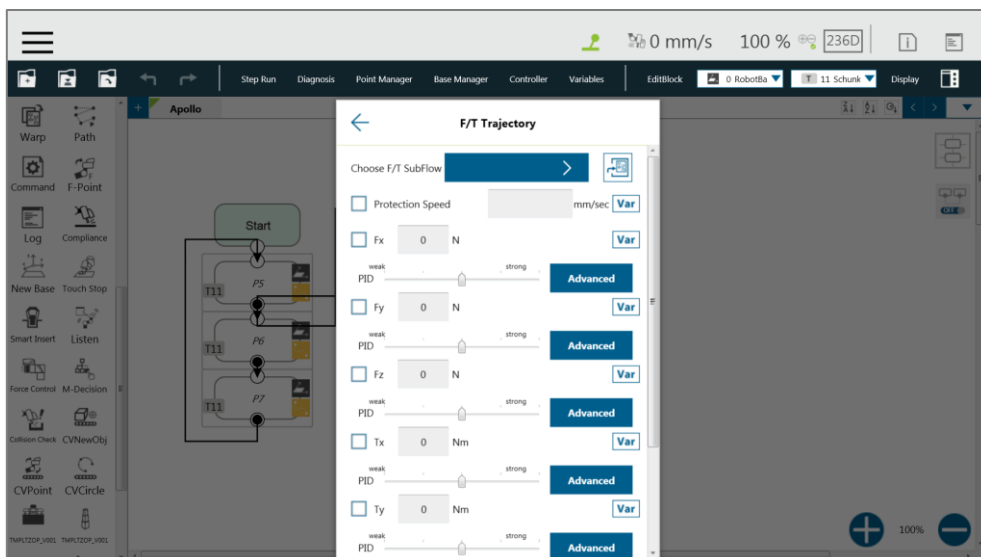 0 mm/s 100 % 236D
Step Run Diagnosis Point Manager Base Manager Controller Variables EditBlock 0 RobotBa T 11 Schunk Display
+ Apollo
Warp Path
Command F-Point
Log Compliance
New Base Touch Stop
Smart Insert Listen
Force Control M-Decision
Collision Check CVNewObj
CVPoint CVCircle
TMPLTZOP_V001 TMPLTZOP_V001
Start
T11 P5
T11 P6
T11 P7
F/T Trajectory
Choose F/T SubFlow
Protection Speed mm/sec Var
Fx 0 N Var
weak strong
PID Advanced
Fy 0 N Var
weak strong
PID Advanced
Fz 0 N Var
weak strong
PID Advanced
Tx 0 Nm Var
weak strong
PID Advanced
Ty 0 Nm Var
weak strong
PID Advanced
OFF
100%